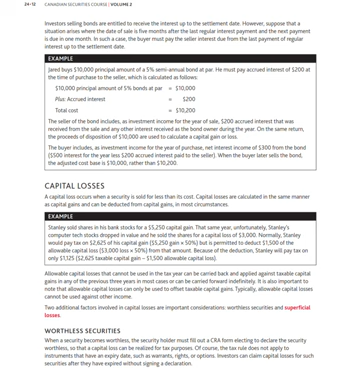 24•12 CANADIAN SECURITIES COURSE | VOLUME 2
Investors selling bonds are entitled to receive the interest up to the settlement date. However, suppose that a
situation arises where the date of sale is five months after the last regular interest payment and the next payment
is due in one month. In such a case, the buyer must pay the seller interest due from the last payment of regular
interest up to the settlement date.
EXAMPLE
Jared buys $10,000 principal amount of a 5% semi-annual bond at par. He must pay accrued interest of $200 at
the time of purchase to the seller, which is calculated as follows:
$10,000 principal amount of 5% bonds at par = $10,000
Plus: Accrued interest = $200
Total cost = $10,200
The seller of the bond includes, as investment income for the year of sale, $200 accrued interest that was
received from the sale and any other interest received as the bond owner during the year. On the same return,
the proceeds of disposition of $10,000 are used to calculate a capital gain or loss.
The buyer includes, as investment income for the year of purchase, net interest income of $300 from the bond
($500 interest for the year less $200 accrued interest paid to the seller). When the buyer later sells the bond,
the adjusted cost base is $10,000, rather than $10,200.
CAPITAL LOSSES
A capital loss occurs when a security is sold for less than its cost. Capital losses are calculated in the same manner
as capital gains and can be deducted from capital gains, in most circumstances.
EXAMPLE
Stanley sold shares in his bank stocks for a $5,250 capital gain. That same year, unfortunately, Stanley's
computer tech stocks dropped in value and he sold the shares for a capital loss of $3,000. Normally, Stanley
would pay tax on $2,625 of his capital gain ($5,250 gain × 50%) but is permitted to deduct $1,500 of the
allowable capital loss ($3,000 loss × 50%) from that amount. Because of the deduction, Stanley will pay tax on
only $1,125 ($2,625 taxable capital gain – $1,500 allowable capital loss).
Allowable capital losses that cannot be used in the tax year can be carried back and applied against taxable capital
gains in any of the previous three years in most cases or can be carried forward indefinitely. It is also important to
note that allowable capital losses can only be used to offset taxable capital gains. Typically, allowable capital losses
cannot be used against other income.
Two additional factors involved in capital losses are important considerations: worthless securities and superficial
losses.
WORTHLESS SECURITIES
When a security becomes worthless, the security holder must fill out a CRA form electing to declare the security
worthless, so that a capital loss can be realized for tax purposes. Of course, the tax rule does not apply to
instruments that have an expiry date, such as warrants, rights, or options. Investors can claim capital losses for such
securities after they have expired without signing a declaration.